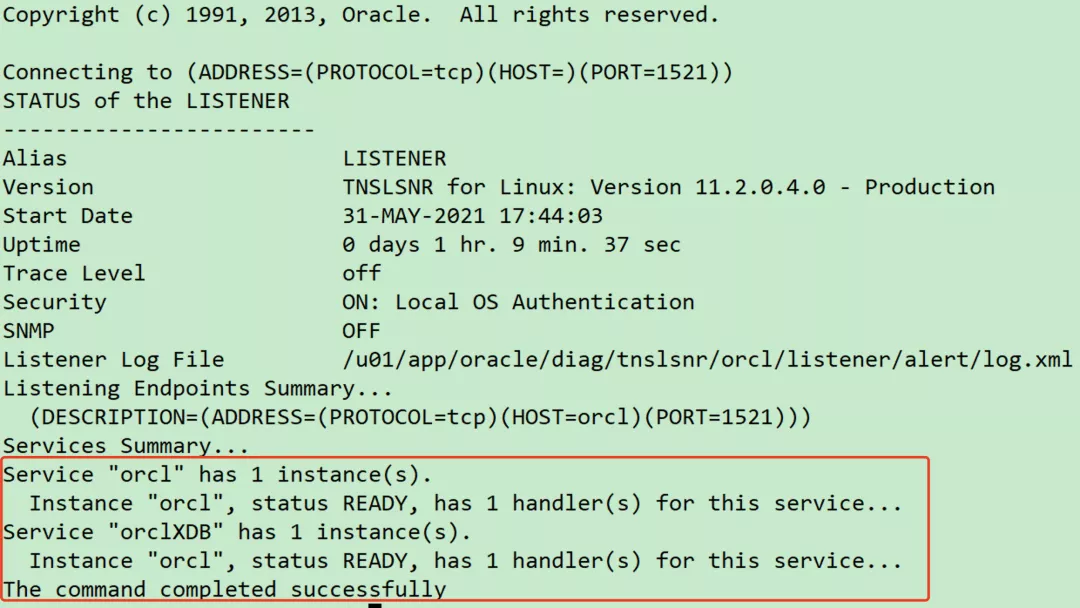 Copyright (c) 1991, 2013, Oracle.  All rights reserved.
Connecting to (ADDRESS=(PROTOCOL=tcp)(HOST=)(PORT=1521))
STATUS of the LISTENER
------------------------
Alias                     LISTENER
Version                   TNSLSNR for Linux: Version 11.2.0.4.0 - Production
Start Date                31-MAY-2021 17:44:03
Uptime                    0 days 1 hr. 9 min. 37 sec
Trace Level               off
Security                  ON: Local OS Authentication
SNMP                      OFF
Listener Log File         /u01/app/oracle/diag/tnslsnr/orcl/listener/alert/log.xml
Listening Endpoints Summary...
  (DESCRIPTION=(ADDRESS=(PROTOCOL=tcp)(HOST=orcl)(PORT=1521)))
Services Summary...
Service "orcl" has 1 instance(s).
  Instance "orcl", status READY, has 1 handler(s) for this service...
Service "orclXDB" has 1 instance(s).
  Instance "orcl", status READY, has 1 handler(s) for this service...
The command completed successfully